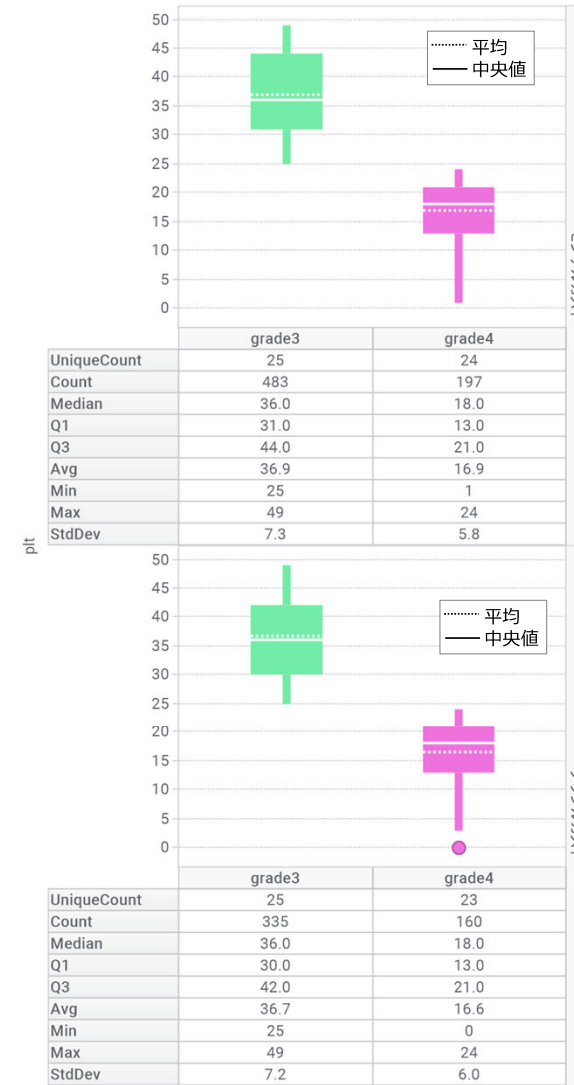 50
45
40
35
30
25
20
15
10
5
0
平均
中央値
grade3 grade4
UniqueCount 25 24
Count 483 197
Median 36.0 18.0
Q1 31.0 13.0
Q3 44.0 21.0
Avg 36.9 16.9
Min 25 1
Max 49 24
StdDev 7.3 5.8
plt
50
45
40
35
30
25
20
15
10
5
0
平均
中央値
grade3 grade4
UniqueCount 25 23
Count 335 160
Median 36.0 18.0
Q1 30.0 13.0
Q3 42.0 21.0
Avg 36.7 16.6
Min 25 0
Max 49 24
StdDev 7.2 6.0